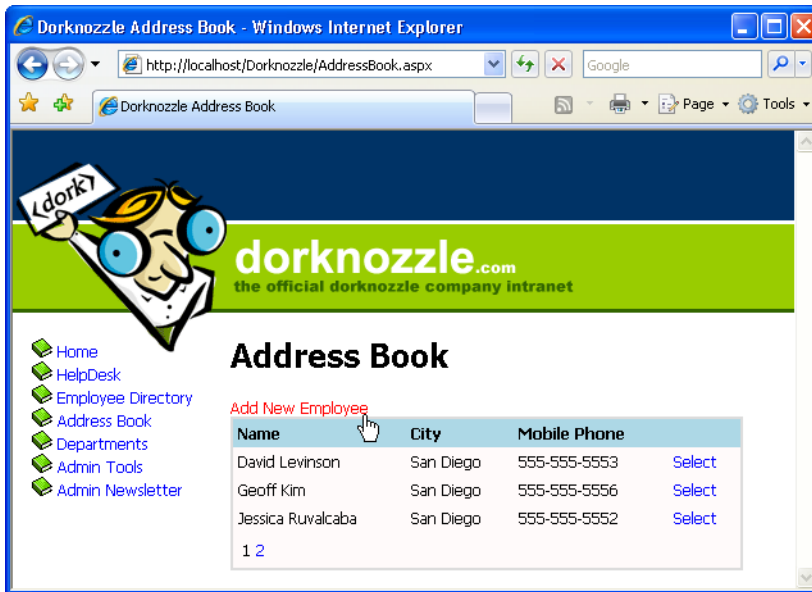 Dorknozzle Address Book - Windows Internet Explorer
http://localhost/Dorknozzle/AddressBook.aspx
Google
Dorknozzle Address Book
Page
Tools
<dork>
dorknozzle.com
the official dorknozzle company intranet
Home
HelpDesk
Employee Directory
Address Book
Departments
Admin Tools
Admin Newsletter
Address Book
Add New Employee
Name City Mobile Phone
David Levinson San Diego 555-555-5553 Select
Geoff Kim San Diego 555-555-5556 Select
Jessica Ruvalcaba San Diego 555-555-5552 Select
1 2